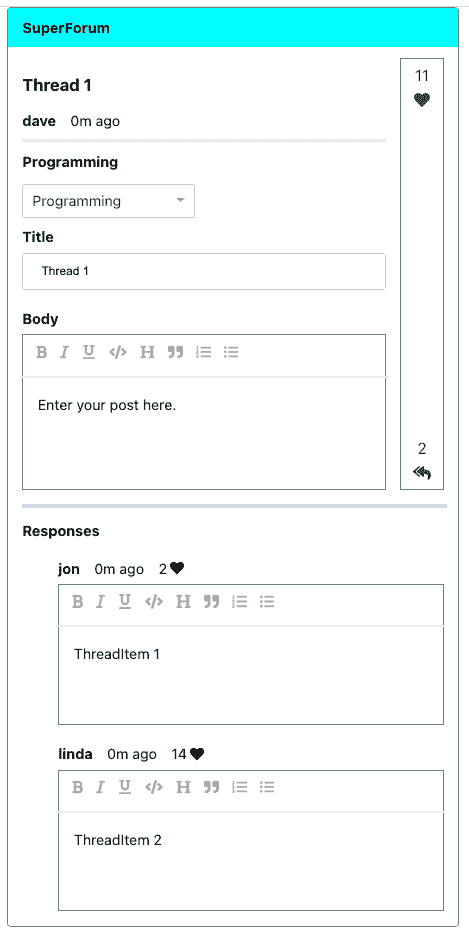 SuperForum
Thread 1
dave 0m ago
11
Programming
Programming
Title
Thread 1
Body
B I U </> H
Enter your post here.
2
Responses
jon 0m ago 2
B I U </> H
ThreadItem 1
linda 0m ago 14
B I U </> H
ThreadItem 2